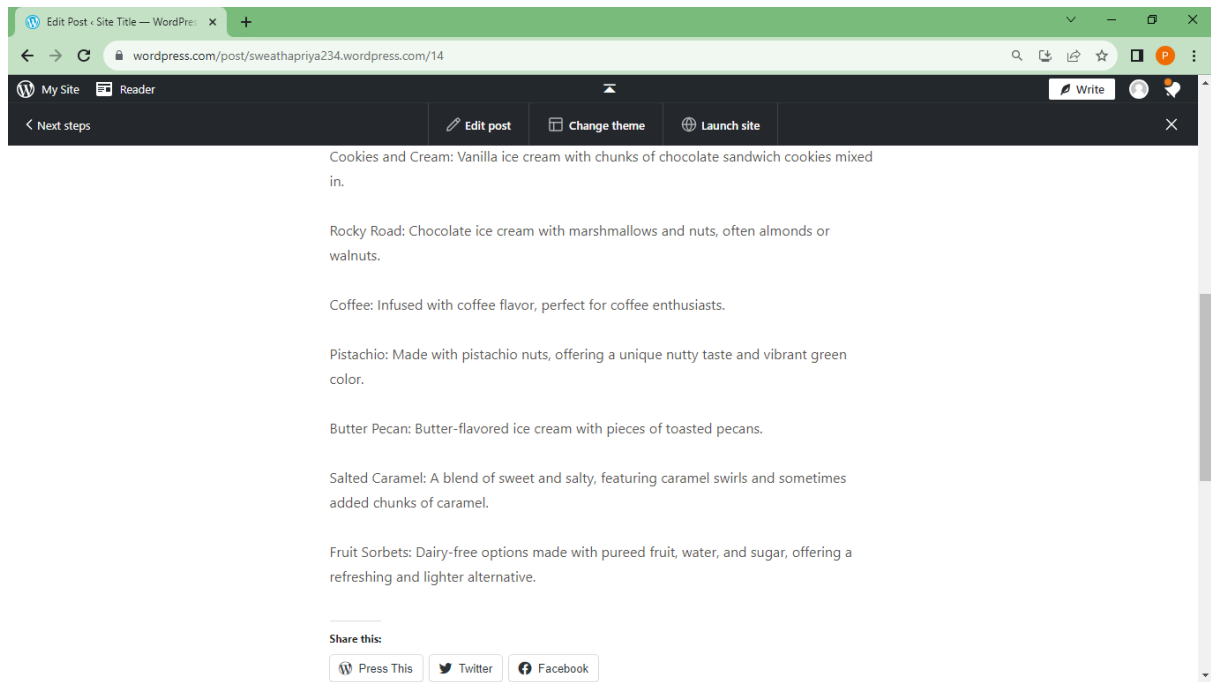 Edit Post ‹ Site Title — WordPres
wordpress.com/post/sweathapriya234.wordpress.com/14
P
My Site
Reader
Write
Next steps
Edit post
Change theme
Launch site
Cookies and Cream: Vanilla ice cream with chunks of chocolate sandwich cookies mixed
in.
Rocky Road: Chocolate ice cream with marshmallows and nuts, often almonds or
walnuts.
Coffee: Infused with coffee flavor, perfect for coffee enthusiasts.
Pistachio: Made with pistachio nuts, offering a unique nutty taste and vibrant green
color.
Butter Pecan: Butter-flavored ice cream with pieces of toasted pecans.
Salted Caramel: A blend of sweet and salty, featuring caramel swirls and sometimes
added chunks of caramel.
Fruit Sorbets: Dairy-free options made with pureed fruit, water, and sugar, offering a
refreshing and lighter alternative.
Share this:
Press This
Twitter
Facebook